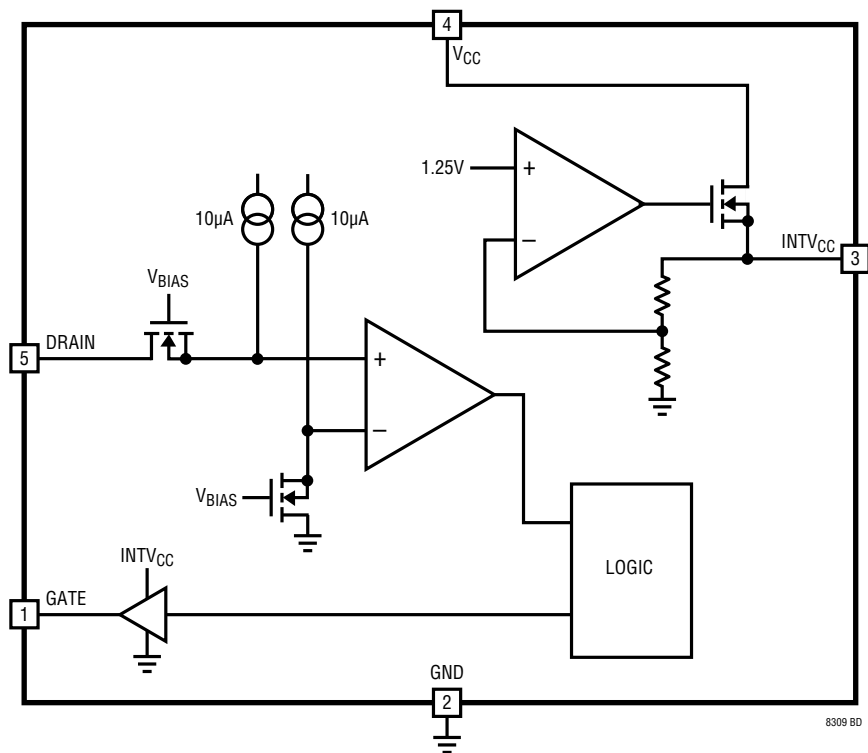 4
VCC
1.25V
+
−
INTVCC
3
10µA
10µA
VBIAS
5
DRAIN
+
−
VBIAS
LOGIC
INTVCC
1
GATE
GND
2
8309 BD